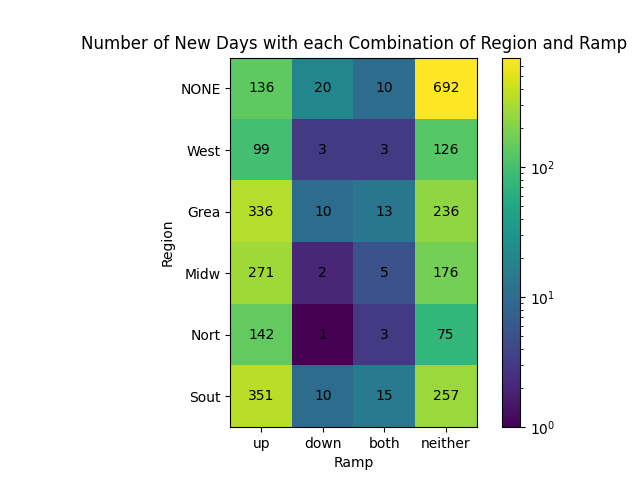 Number of New Days with each Combination of Region and Ramp
NONE 136 20 10 692
West 99 3 3 126
10^2
Grea 336 10 13 236
Region
Midw 271 2 5 176
10^1
Nort 142 1 3 75
Sout 351 10 15 257
10^0
up down both neither
Ramp